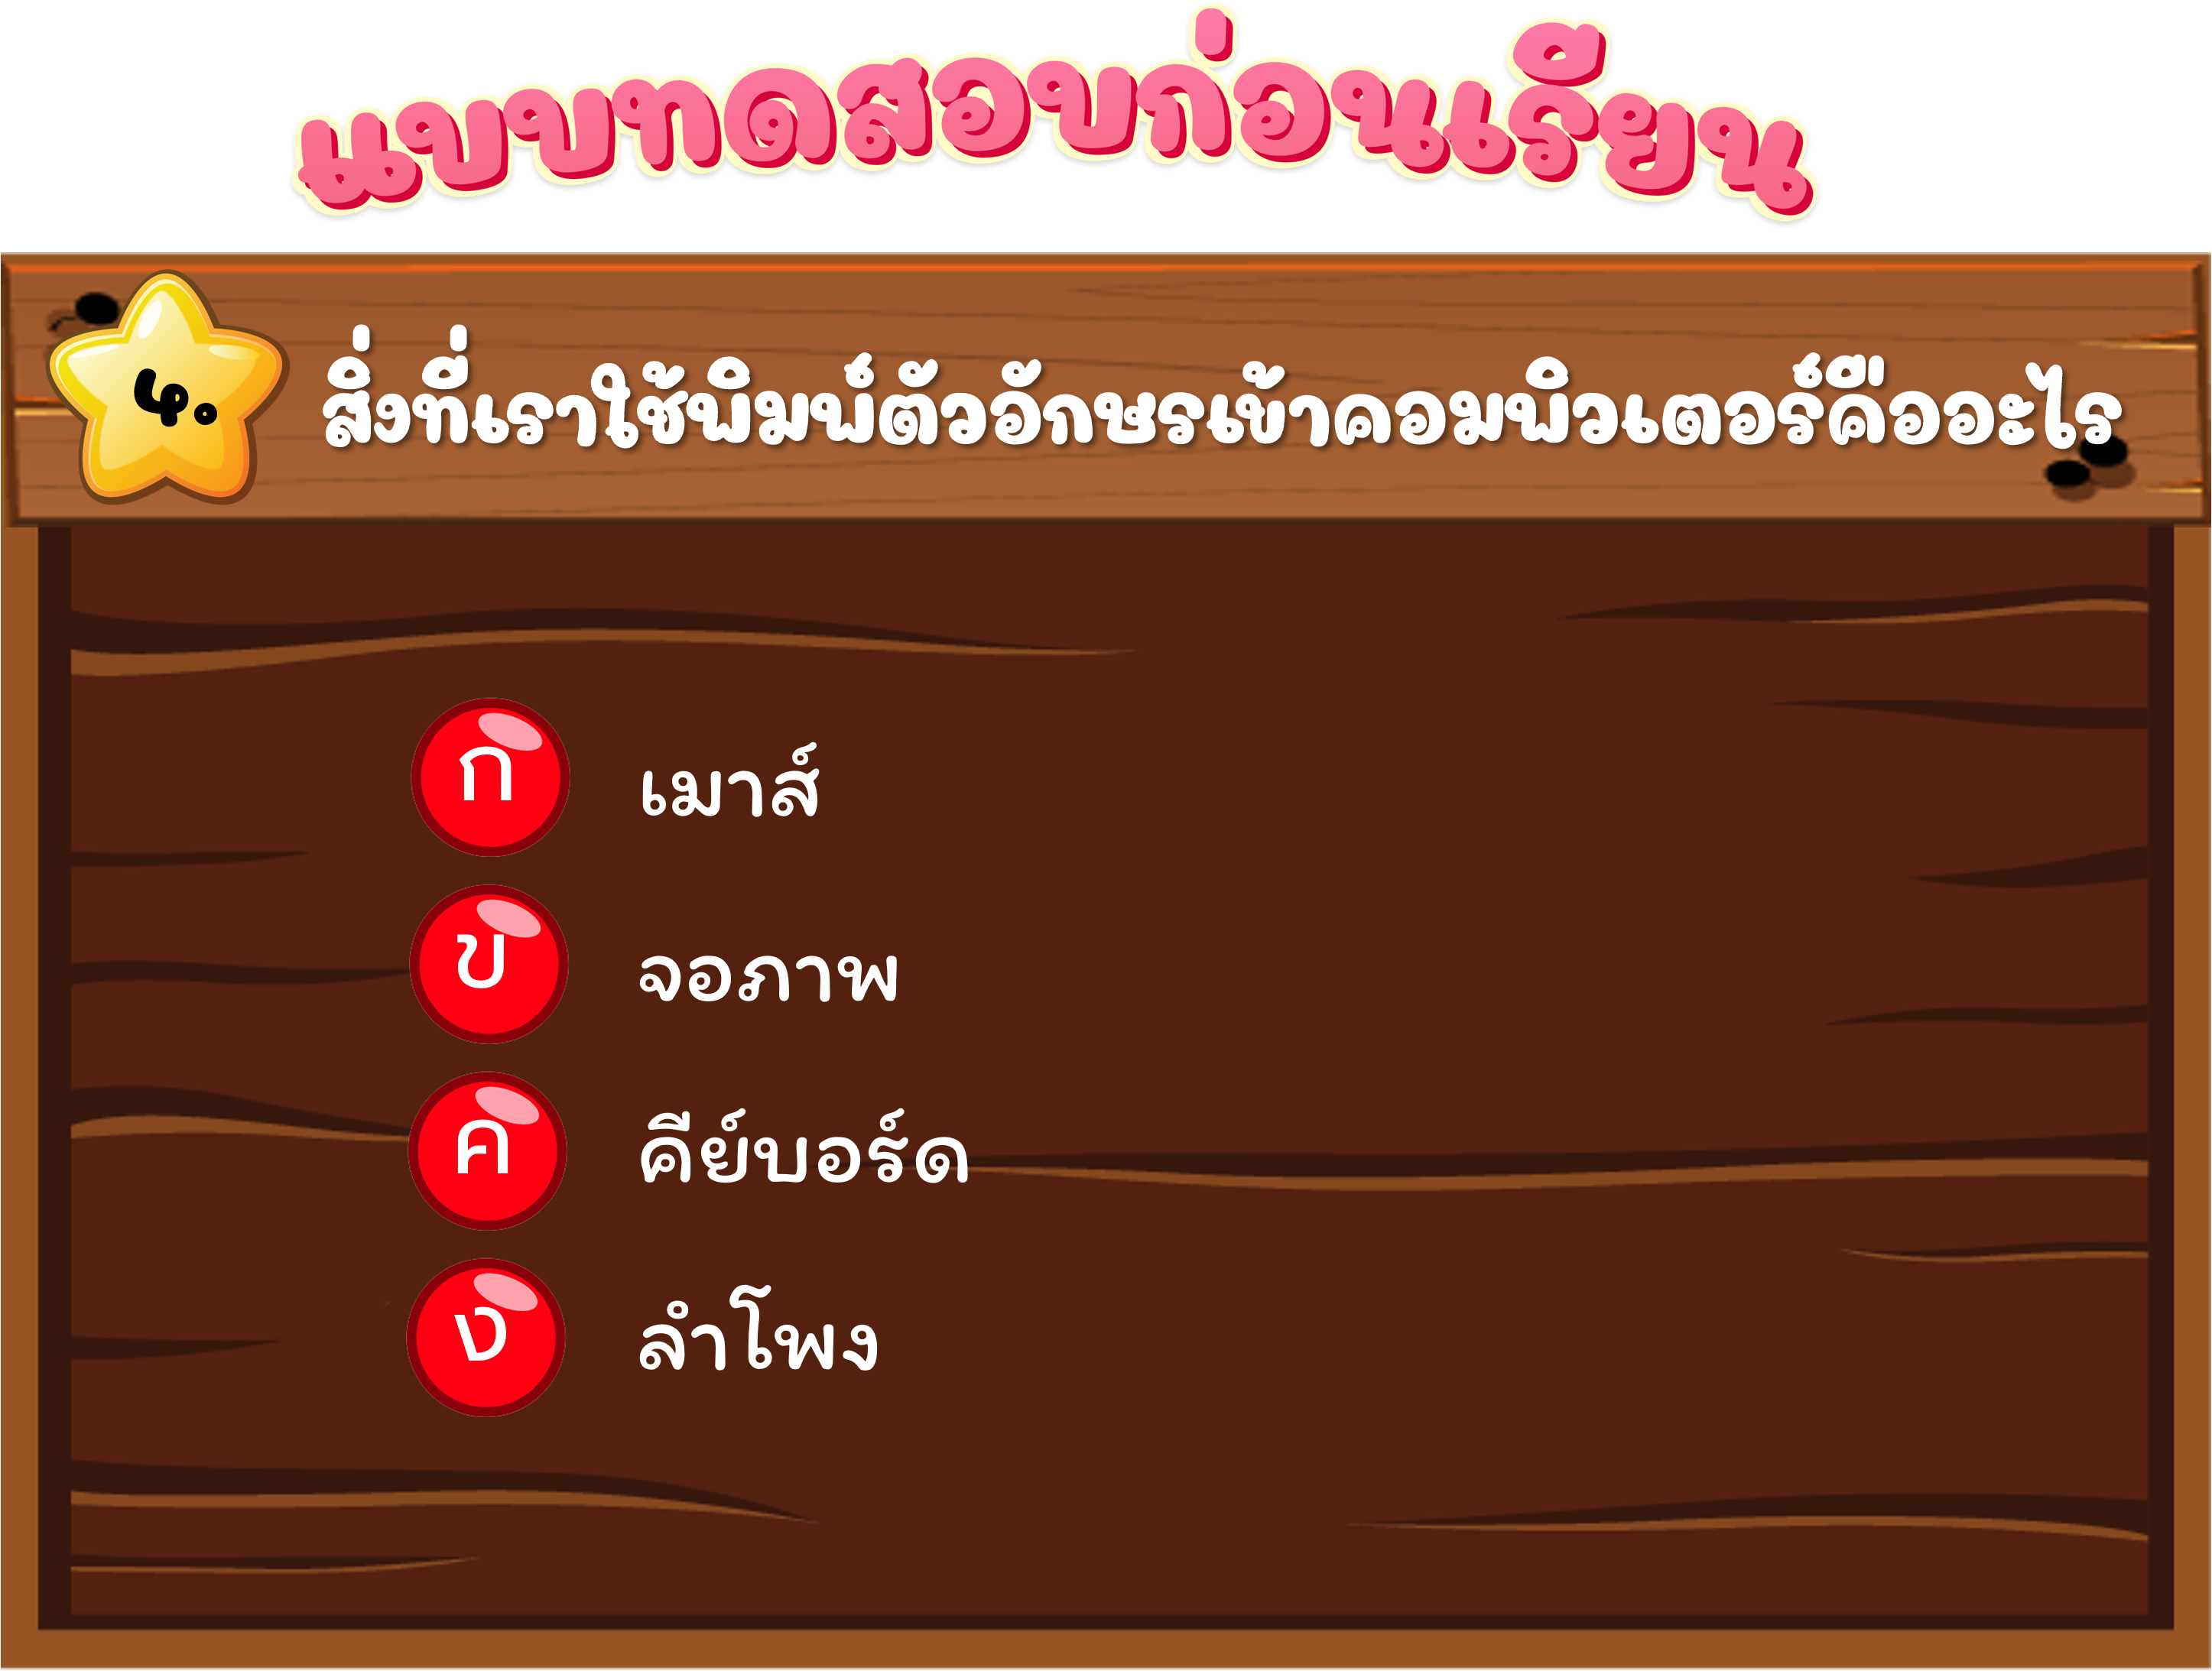 แบบทดสอบก่อนเรียน
๔. สิ่งที่เราใช้พิมพ์ตัวอักษรเข้าคอมพิวเตอร์คืออะไร
ก เมาส์
ข จอภาพ
ค คีย์บอร์ด
ง ลำโพง